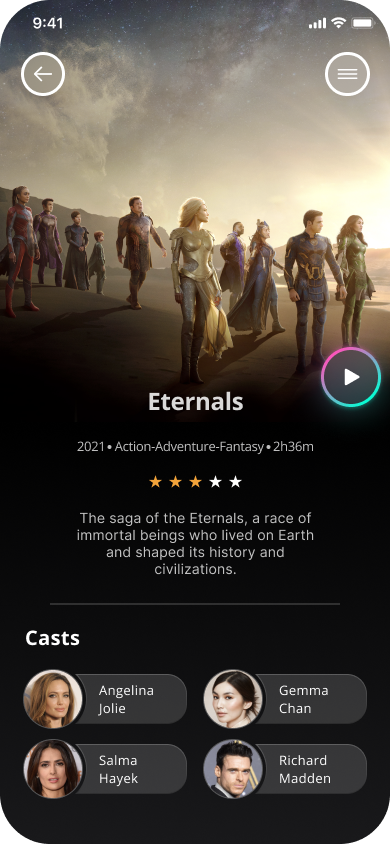 9:41
Eternals
2021•Action-Adventure-Fantasy•2h36m
The saga of the Eternals, a race of
immortal beings who lived on Earth
and shaped its history and
civilizations.
Casts
Angelina
Jolie
Gemma
Chan
Salma
Hayek
Richard
Madden